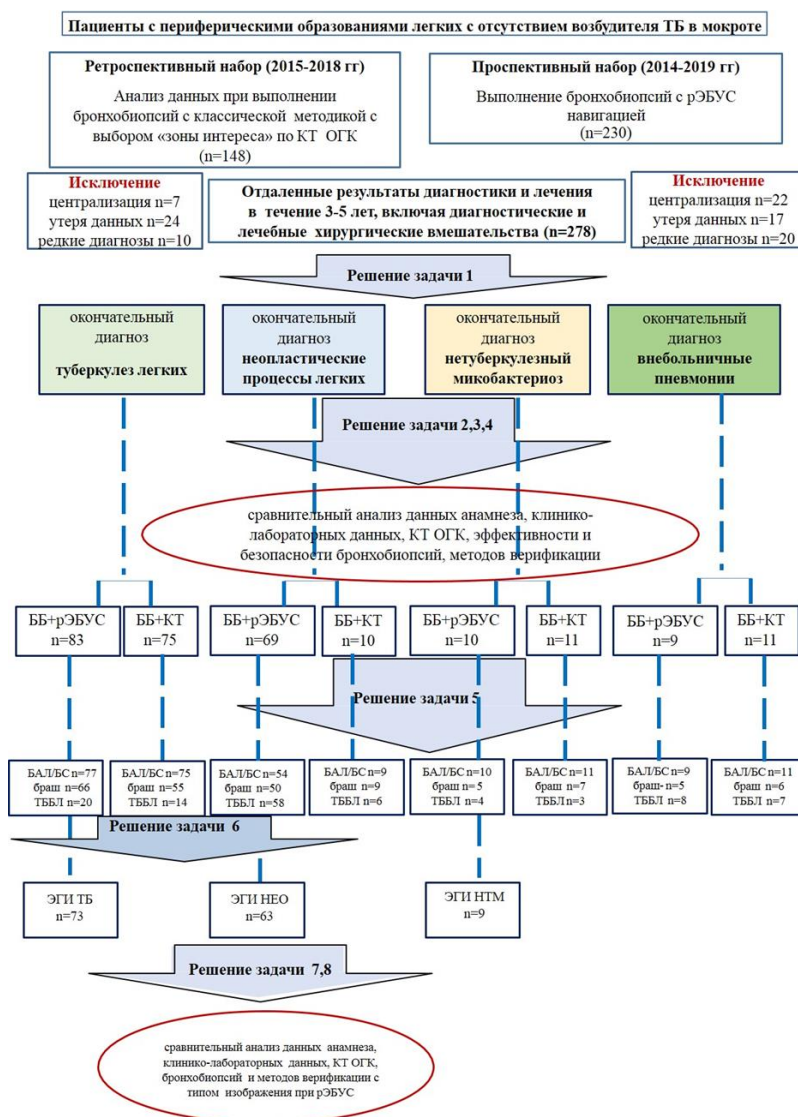 Пациенты с периферическими образованиями легких с отсутствием возбудителя ТБ в мокроте
Ретроспективный набор (2015-2018 гг)
Анализ данных при выполнении
бронхобиопсий с классической методикой с
выбором «зоны интереса» по КТ ОГК
(n=148)
Проспективный набор (2014-2019 гг)
Выполнение бронхобиопсий с рЭБУС
навигацией
(n=230)
Исключение
централизация n=7
утеря данных n=24
редкие диагнозы n=10
Отдаленные результаты диагностики и лечения
в течение 3-5 лет, включая диагностические и
лечебные хирургические вмешательства (n=278)
Исключение
централизация n=22
утеря данных n=17
редкие диагнозы n=20
Решение задачи 1
окончательный
диагноз
туберкулез легких
окончательный
диагноз
неопластические
процессы легких
окончательный
диагноз
нетуберкулезный
микобактериоз
окончательный
диагноз
внебольничные
пневмонии
Решение задачи 2,3,4
сравнительный анализ данных анамнеза, клинико-
лабораторных данных, КТ ОГК, эффективности и
безопасности бронхобиопсий, методов верификации
ББ+рЭБУС
n=83
ББ+КТ
n=75
ББ+рЭБУС
n=69
ББ+КТ
n=10
ББ+рЭБУС
n=10
ББ+КТ
n=11
ББ+рЭБУС
n=9
ББ+КТ
n=11
Решение задачи 5
БАЛ/БС n=77
браш n=66
ТББЛ n=20
БАЛ/БС n=75
браш n=55
ТББЛ n=14
БАЛ/БС n=54
браш n=50
ТББЛ n=58
БАЛ/БС n=9
браш n=9
ТББЛ n=6
БАЛ/БС n=10
браш n=5
ТББЛ n=4
БАЛ/БС n=11
браш n=7
ТББЛ n=3
БАЛ/БС n=9
браш- n=5
ТББЛ n=8
БАЛ/БС n=11
браш n=6
ТББЛ n=7
Решение задачи 6
ЭГИ ТБ
n=73
ЭГИ НЕО
n=63
ЭГИ НТМ
n=9
Решение задачи 7,8
сравнительный анализ данных анамнеза,
клинико-лабораторных данных, КТ ОГК,
бронхобиопсий и методов верификации с
типом изображения при рЭБУС